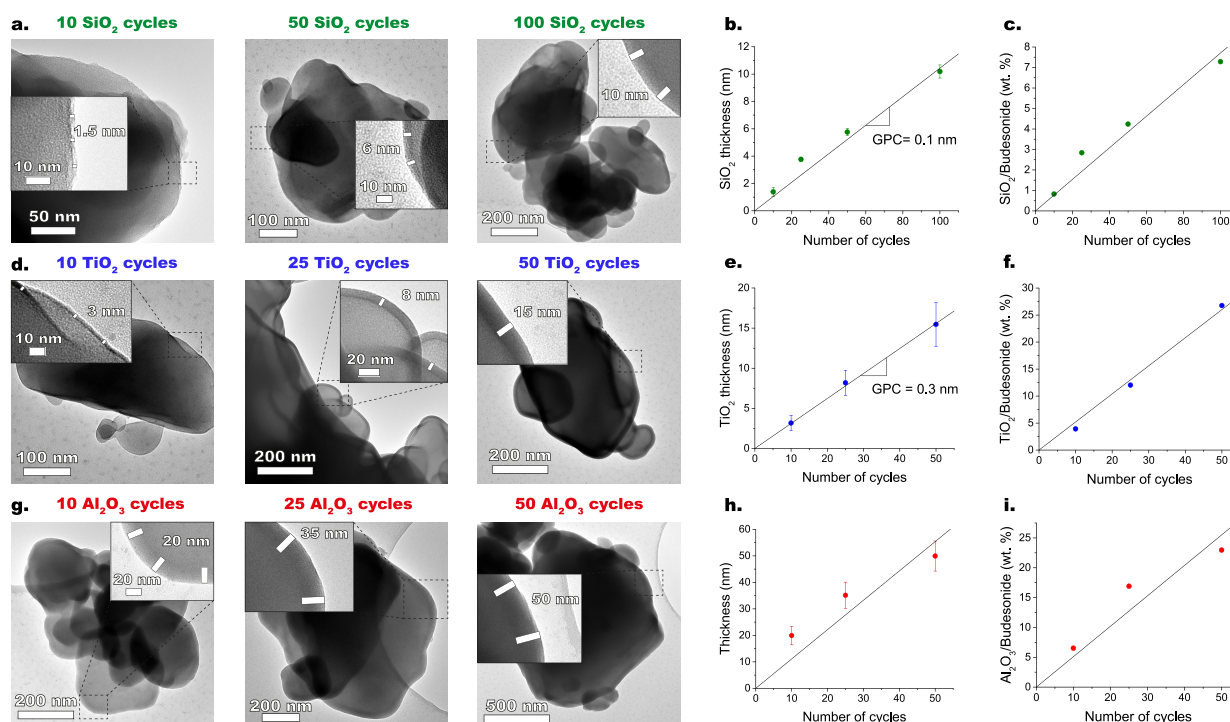 a.
10 SiO₂ cycles
50 SiO₂ cycles
100 SiO₂ cycles
1.5 nm
10 nm
50 nm
6 nm
10 nm
100 nm
10 nm
200 nm
b.
SiO₂ thickness (nm)
12
10
8
6
4
2
0
0 20 40 60 80 100
Number of cycles
GPC= 0.1 nm
c.
SiO₂/Budesonide (wt. %)
8
7
6
5
4
3
2
1
0
0 20 40 60 80 100
Number of cycles
d.
10 TiO₂ cycles
25 TiO₂ cycles
50 TiO₂ cycles
3 nm
10 nm
100 nm
8 nm
20 nm
200 nm
15 nm
200 nm
e.
TiO₂ thickness (nm)
20
15
10
5
0
0 10 20 30 40 50
Number of cycles
GPC = 0.3 nm
f.
TiO₂/Budesonide (wt. %)
30
25
20
15
10
5
0
0 10 20 30 40 50
Number of cycles
g.
10 Al₂O₃ cycles
25 Al₂O₃ cycles
50 Al₂O₃ cycles
20 nm
20 nm
200 nm
35 nm
200 nm
50 nm
500 nm
h.
Thickness (nm)
70
60
50
40
30
20
10
0
0 10 20 30 40 50
Number of cycles
i.
Al₂O₃/Budesonide (wt. %)
25
20
15
10
5
0
0 10 20 30 40 50
Number of cycles